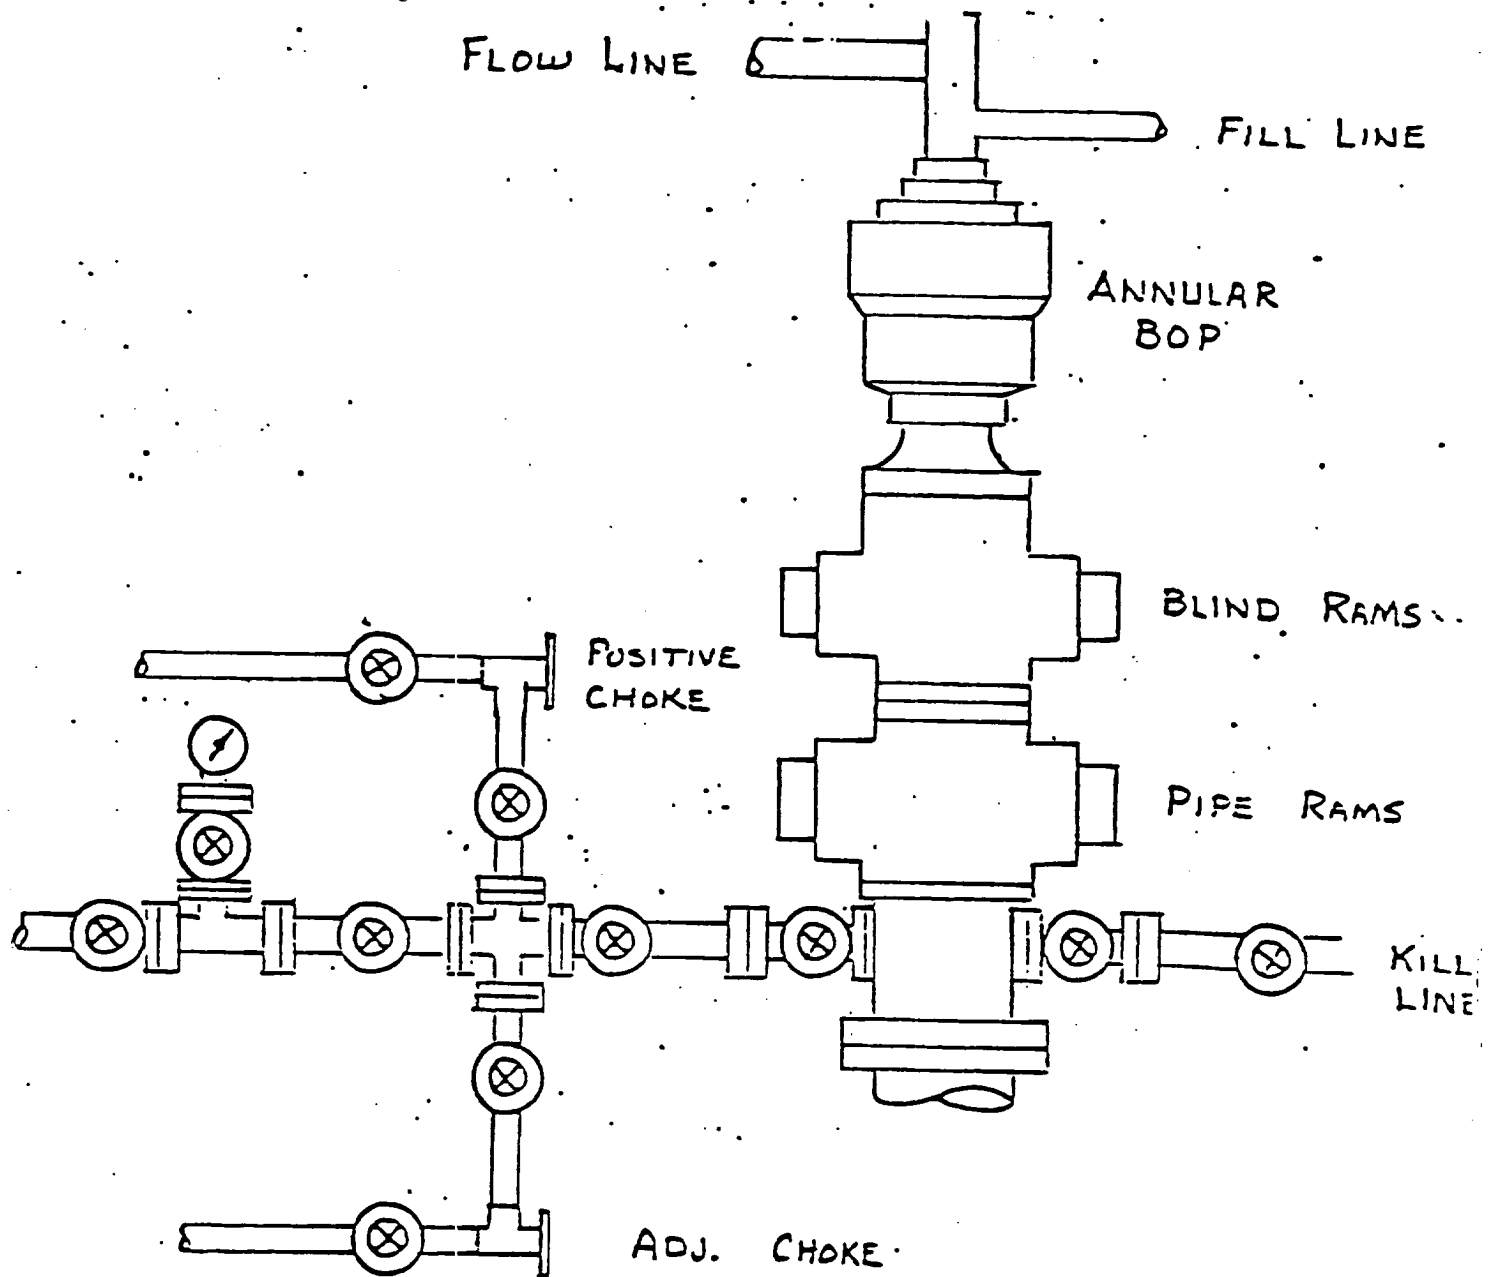 FLOW LINE
FILL LINE
ANNULAR
BOP
BLIND RAMS
POSITIVE
CHOKE
PIPE RAMS
KILL
LINE
ADJ. CHOKE